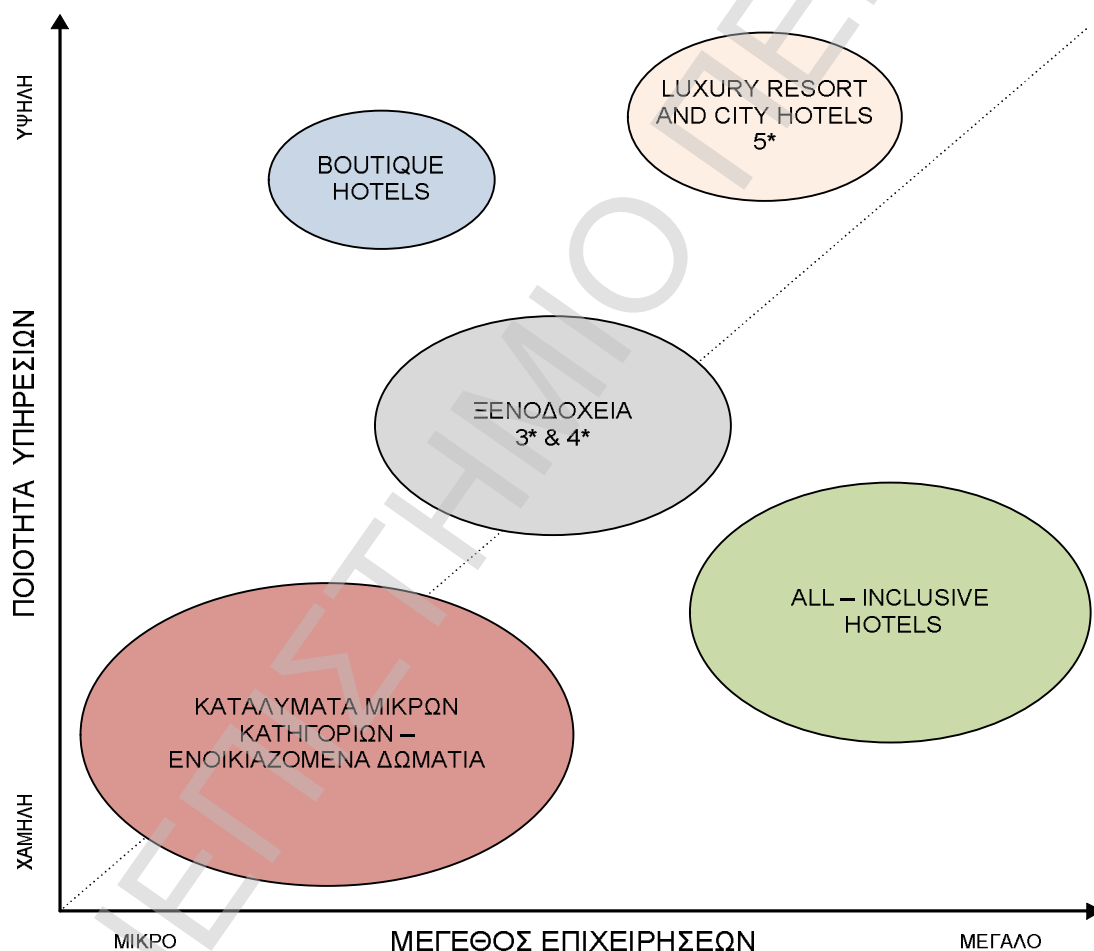 ΥΨΗΛΗ
LUXURY RESORT
AND CITY HOTELS
5*
BOUTIQUE
HOTELS
ΠΟΙΟΤΗΤΑ ΥΠΗΡΕΣΙΩΝ
ΞΕΝΟΔΟΧΕΙΑ
3* & 4*
ALL – INCLUSIVE
HOTELS
ΚΑΤΑΛΥΜΑΤΑ ΜΙΚΡΩΝ
ΚΑΤΗΓΟΡΙΩΝ –
ΕΝΟΙΚΙΑΖΟΜΕΝΑ ΔΩΜΑΤΙΑ
ΧΑΜΗΛΗ
ΜΙΚΡΟ
ΜΕΓΕΘΟΣ ΕΠΙΧΕΙΡΗΣΕΩΝ
ΜΕΓΑΛΟ